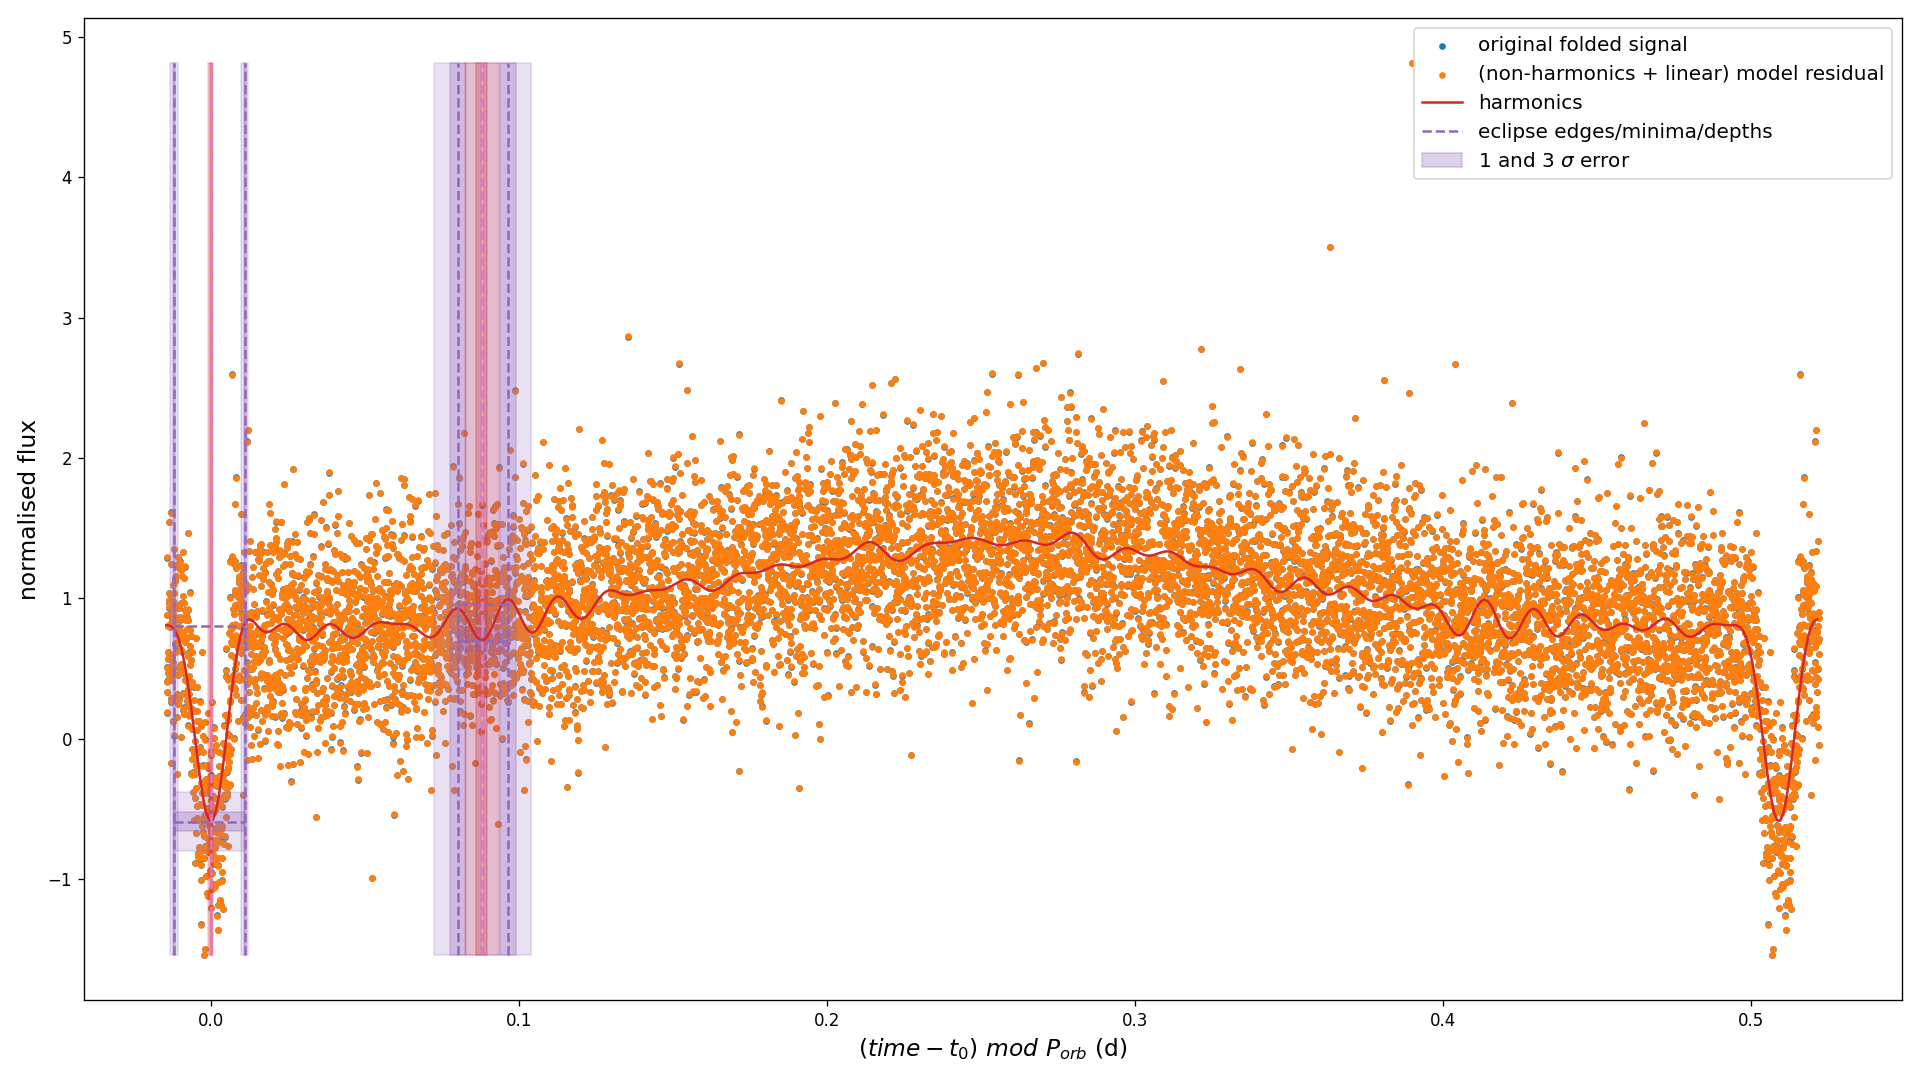 original folded signal
(non-harmonics + linear) model residual
harmonics
eclipse edges/minima/depths
1 and 3 σ error
normalised flux
5
4
3
2
1
0
−1
0.0 0.1 0.2 0.3 0.4 0.5
(time − t₀) mod Pₒᵣb (d)